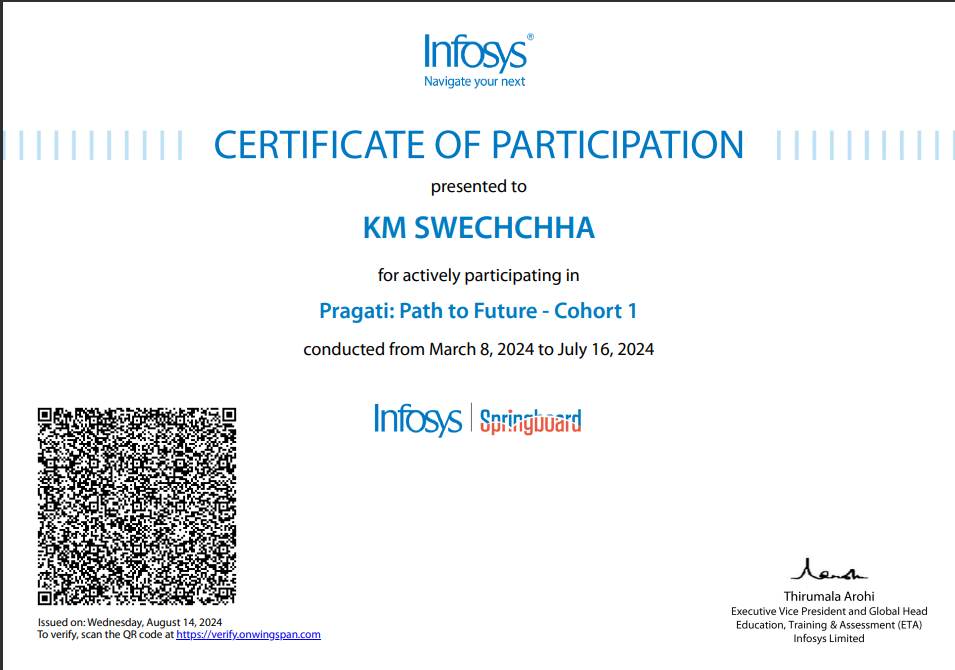 Infosys®
Navigate your next
CERTIFICATE OF PARTICIPATION
presented to
KM SWECHCHHA
for actively participating in
Pragati: Path to Future - Cohort 1
conducted from March 8, 2024 to July 16, 2024
Infosys | Springboard
Issued on: Wednesday, August 14, 2024
To verify, scan the QR code at https://verify.onwingspan.com
Thirumala Arohi
Executive Vice President and Global Head
Education, Training & Assessment (ETA)
Infosys Limited